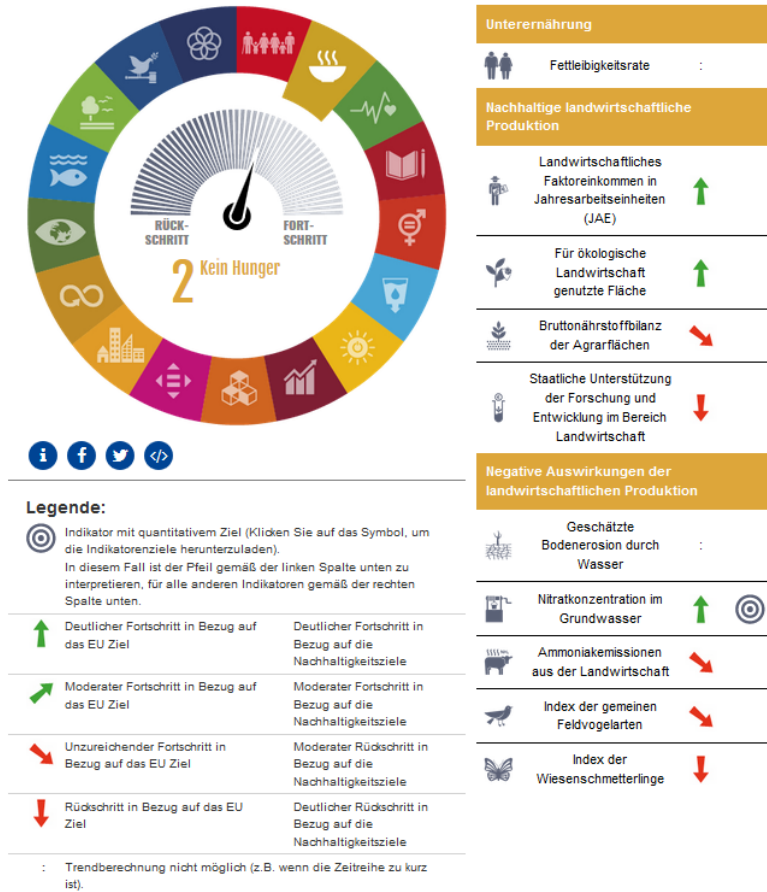 RÜCK-
SCHRITT
FORT-
SCHRITT
2 Kein Hunger
Legende:
Indikator mit quantitativem Ziel (Klicken Sie auf das Symbol, um
die Indikatorenziele herunterzuladen).
In diesem Fall ist der Pfeil gemäß der linken Spalte unten zu
interpretieren, für alle anderen Indikatoren gemäß der rechten
Spalte unten.
Deutlicher Fortschritt in Bezug auf
das EU Ziel
Deutlicher Fortschritt in
Bezug auf die
Nachhaltigkeitsziele
Moderater Fortschritt in Bezug auf
das EU Ziel
Moderater Fortschritt in
Bezug auf die
Nachhaltigkeitsziele
Unzureichender Fortschritt in
Bezug auf das EU Ziel
Moderater Rückschritt in
Bezug auf die
Nachhaltigkeitsziele
Rückschritt in Bezug auf das EU
Ziel
Deutlicher Rückschritt in
Bezug auf die
Nachhaltigkeitsziele
: Trendberechnung nicht möglich (z.B. wenn die Zeitreihe zu kurz
ist).
Unterernährung
Fettleibigkeitsrate :
Nachhaltige landwirtschaftliche
Produktion
Landwirtschaftliches
Faktoreinkommen in
Jahresarbeitseinheiten
(JAE)
Für ökologische
Landwirtschaft
genutzte Fläche
Bruttonährstoffbilanz
der Agrarflächen
Staatliche Unterstützung
der Forschung und
Entwicklung im Bereich
Landwirtschaft
Negative Auswirkungen der
landwirtschaftlichen Produktion
Geschätzte
Bodenerosion durch :
Wasser
Nitratkonzentration im
Grundwasser
Ammoniakemissionen
aus der Landwirtschaft
Index der gemeinen
Feldvogelarten
Index der
Wiesenschmetterlinge